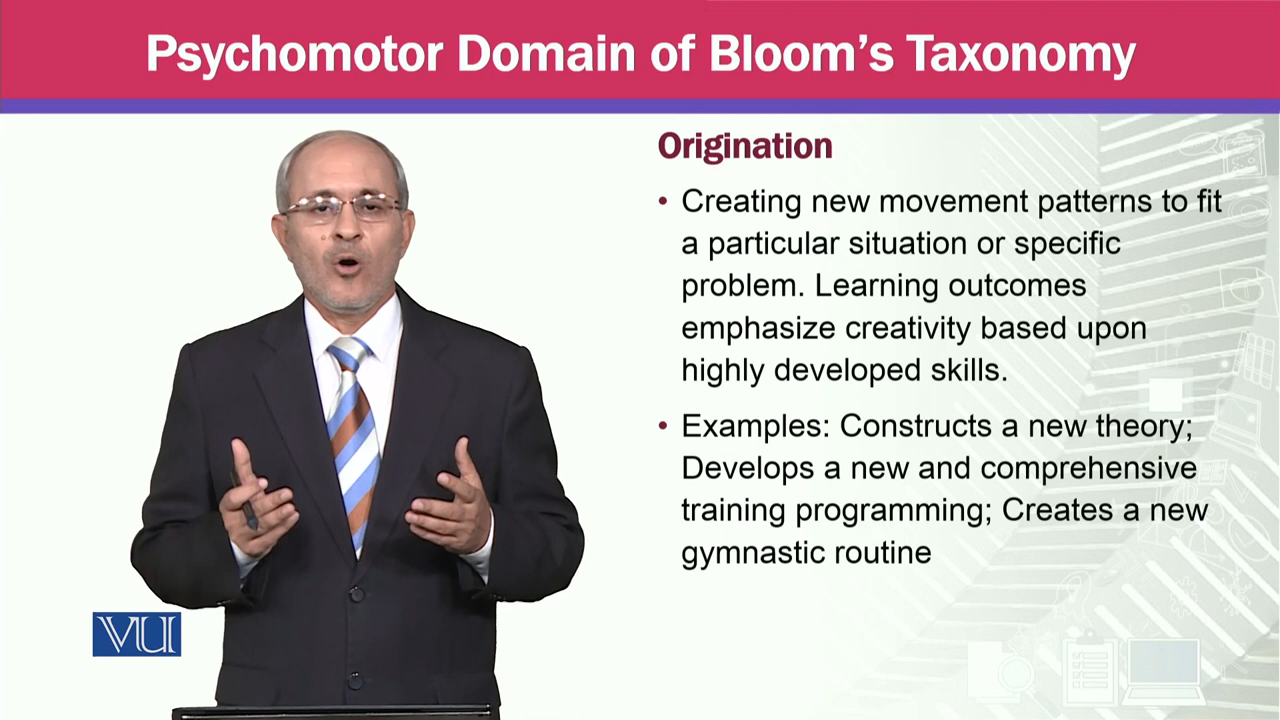 Psychomotor Domain of Bloom's Taxonomy
Origination
• Creating new movement patterns to fit
a particular situation or specific
problem. Learning outcomes
emphasize creativity based upon
highly developed skills.
• Examples: Constructs a new theory;
Develops a new and comprehensive
training programming; Creates a new
gymnastic routine
VU